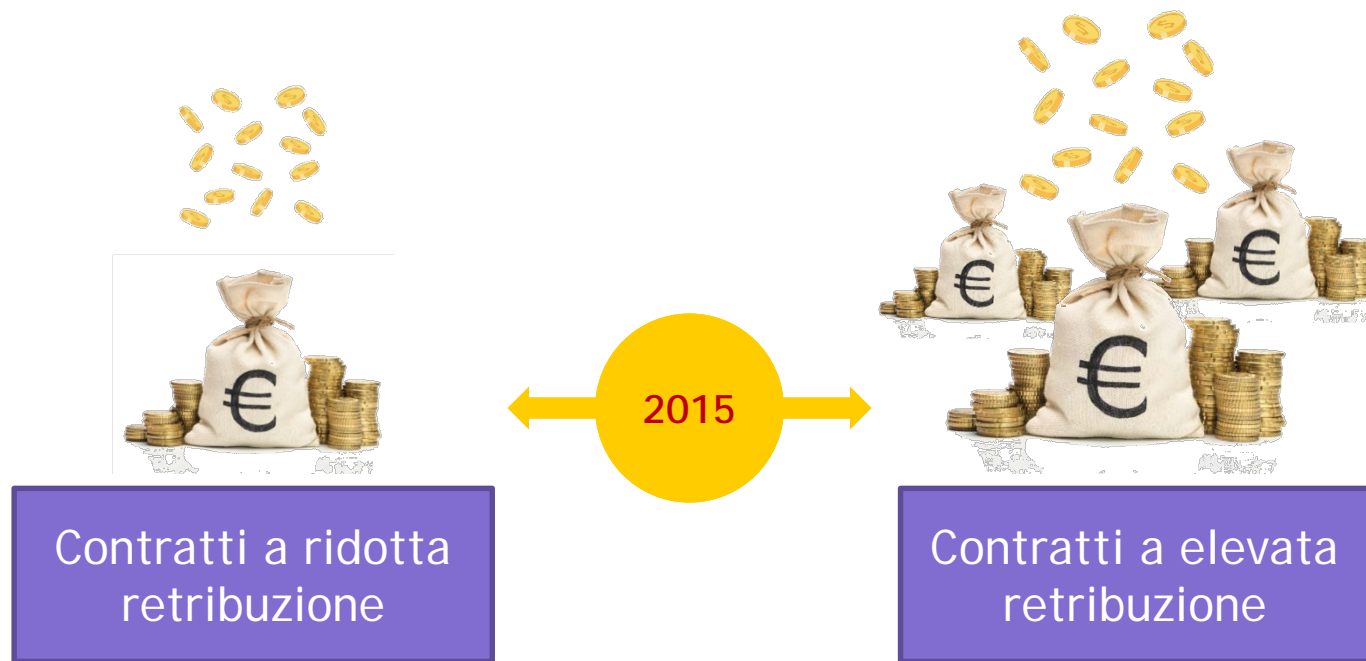 €
€
€
€
2015
Contratti a ridotta
retribuzione
Contratti a elevata
retribuzione